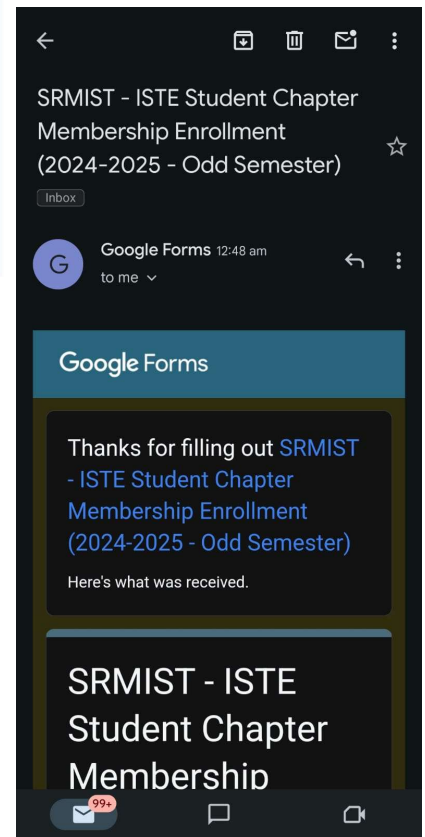 SRMIST - ISTE Student Chapter
Membership Enrollment
(2024-2025 - Odd Semester)
Inbox
G
Google Forms 12:48 am
to me
Google Forms
Thanks for filling out SRMIST
- ISTE Student Chapter
Membership Enrollment
(2024-2025 - Odd Semester)
Here's what was received.
SRMIST - ISTE
Student Chapter
Membership
99+